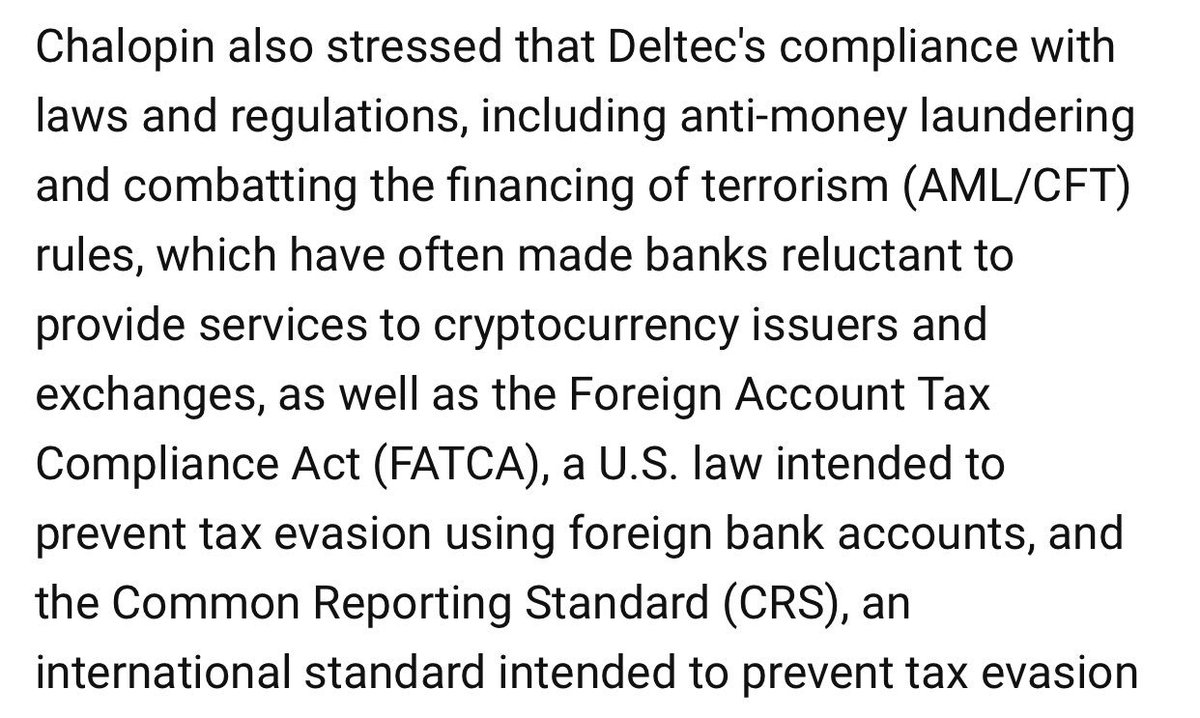 Chalopin also stressed that Deltec's compliance with
laws and regulations, including anti-money laundering
and combatting the financing of terrorism (AML/CFT)
rules, which have often made banks reluctant to
provide services to cryptocurrency issuers and
exchanges, as well as the Foreign Account Tax
Compliance Act (FATCA), a U.S. law intended to
prevent tax evasion using foreign bank accounts, and
the Common Reporting Standard (CRS), an
international standard intended to prevent tax evasion